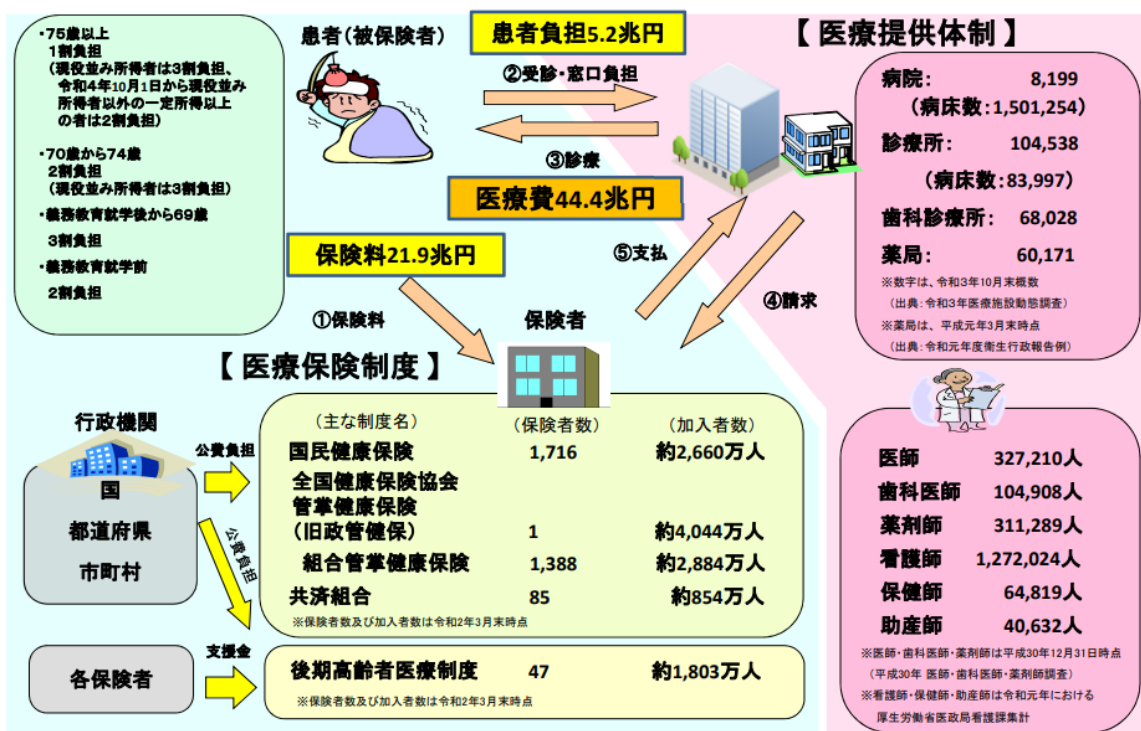 ・75歳以上
1割負担
(現役並み所得者は3割負担、
令和4年10月1日から現役並み
所得者以外の一定所得以上
の者は2割負担)
・70歳から74歳
2割負担
(現役並み所得者は3割負担)
・義務教育就学後から69歳
3割負担
・義務教育就学前
2割負担
患者(被保険者)
患者負担5.2兆円
②受診・窓口負担
③診療
医療費44.4兆円
保険料21.9兆円
①保険料
⑤支払
④請求
保険者
【医療提供体制】
病院: 8,199
(病床数:1,501,254)
診療所: 104,538
(病床数:83,997)
歯科診療所: 68,028
薬局: 60,171
※数字は、令和3年10月末概数
(出典:令和3年医療施設動態調査)
※薬局は、平成元年3月末時点
(出典:令和元年度衛生行政報告例)
【医療保険制度】
行政機関
国
都道府県
市町村
公費負担
公費負担
(主な制度名) (保険者数) (加入者数)
国民健康保険 1,716 約2,660万人
全国健康保険協会
管掌健康保険
(旧政管健保) 1 約4,044万人
組合管掌健康保険 1,388 約2,884万人
共済組合 85 約854万人
※保険者数及び加入者数は令和2年3月末時点
各保険者
支援金
後期高齢者医療制度 47 約1,803万人
※保険者数及び加入者数は令和2年3月末時点
医師 327,210人
歯科医師 104,908人
薬剤師 311,289人
看護師 1,272,024人
保健師 64,819人
助産師 40,632人
※医師・歯科医師・薬剤師は平成30年12月31日時点
(平成30年 医師・歯科医師・薬剤師調査)
※看護師・保健師・助産師は令和元年における
厚生労働省医政局看護課集計